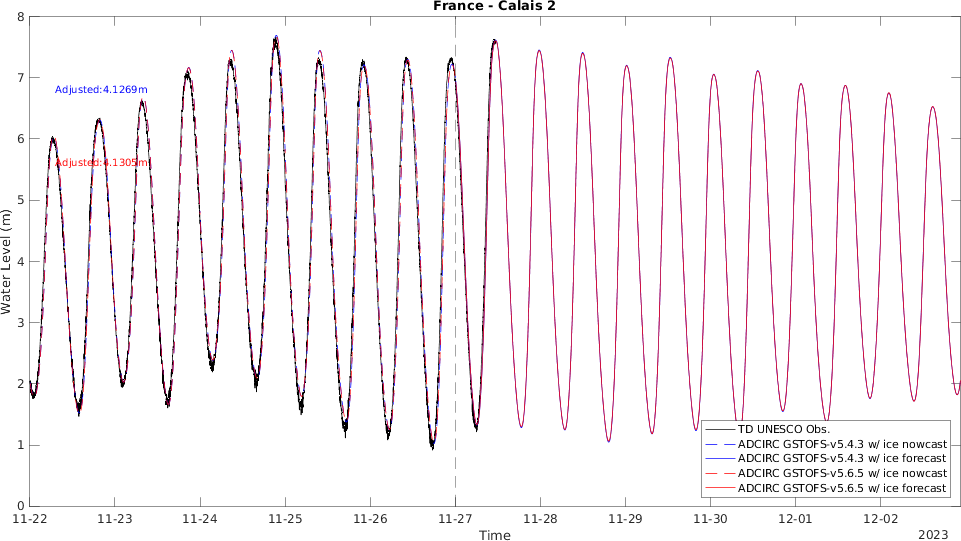 France - Calais 2
8
7
6
5
4
3
2
1
0
Water Level (m)
Adjusted:4.1269m
Adjusted:4.1305m
TD UNESCO Obs.
ADCIRC GSTOFS-v5.4.3 w/ ice nowcast
ADCIRC GSTOFS-v5.4.3 w/ ice forecast
ADCIRC GSTOFS-v5.6.5 w/ ice nowcast
ADCIRC GSTOFS-v5.6.5 w/ ice forecast
11-22 11-23 11-24 11-25 11-26 11-27 11-28 11-29 11-30 12-01 12-02
Time
2023